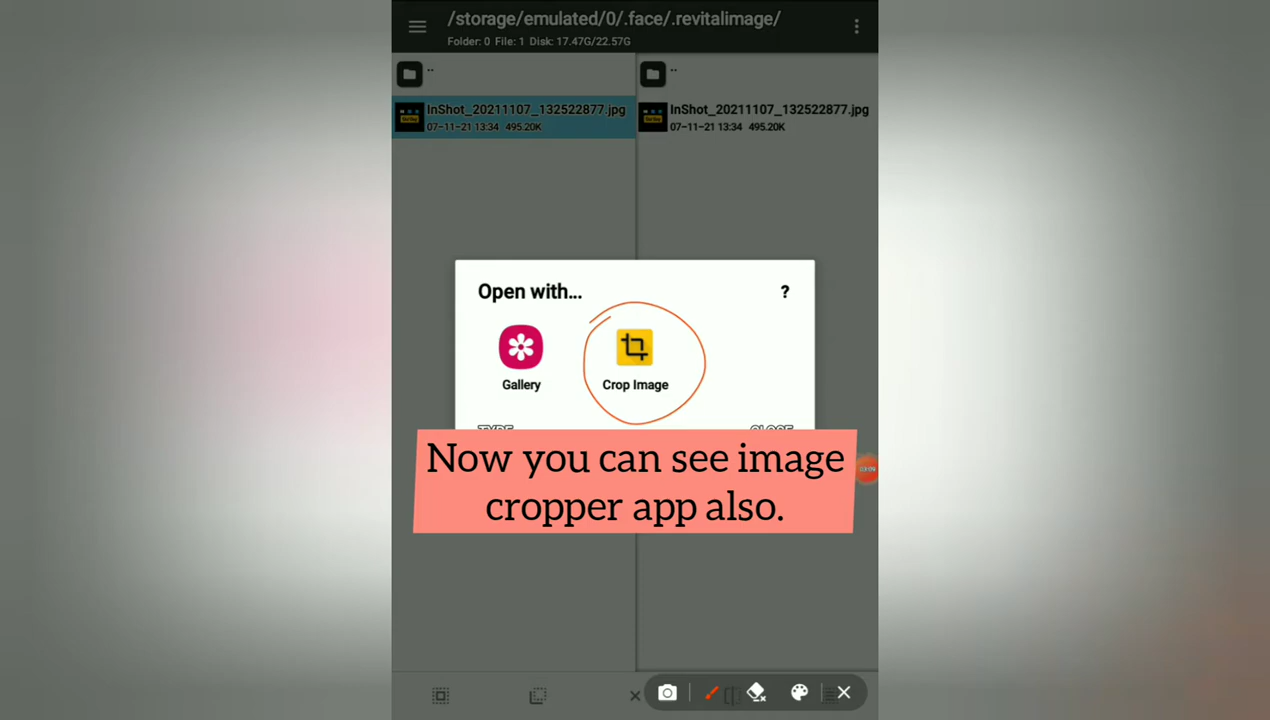 /storage/emulated/0/.face/.revitalimage/
Folder: 0 File: 1 Disk: 17.47G/22.57G
..
InShot_20211107_132522877.jpg
07-11-21 13:34 495.20K
..
InShot_20211107_132522877.jpg
07-11-21 13:34 495.20K
Open with...
?
Gallery
Crop Image
TYPE
CLOSE
Now you can see image
cropper app also.